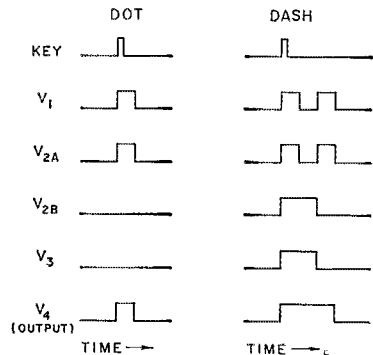 DOT DASH
KEY
V1
V2A
V2B
V3
V4
(OUTPUT)
TIME → TIME →